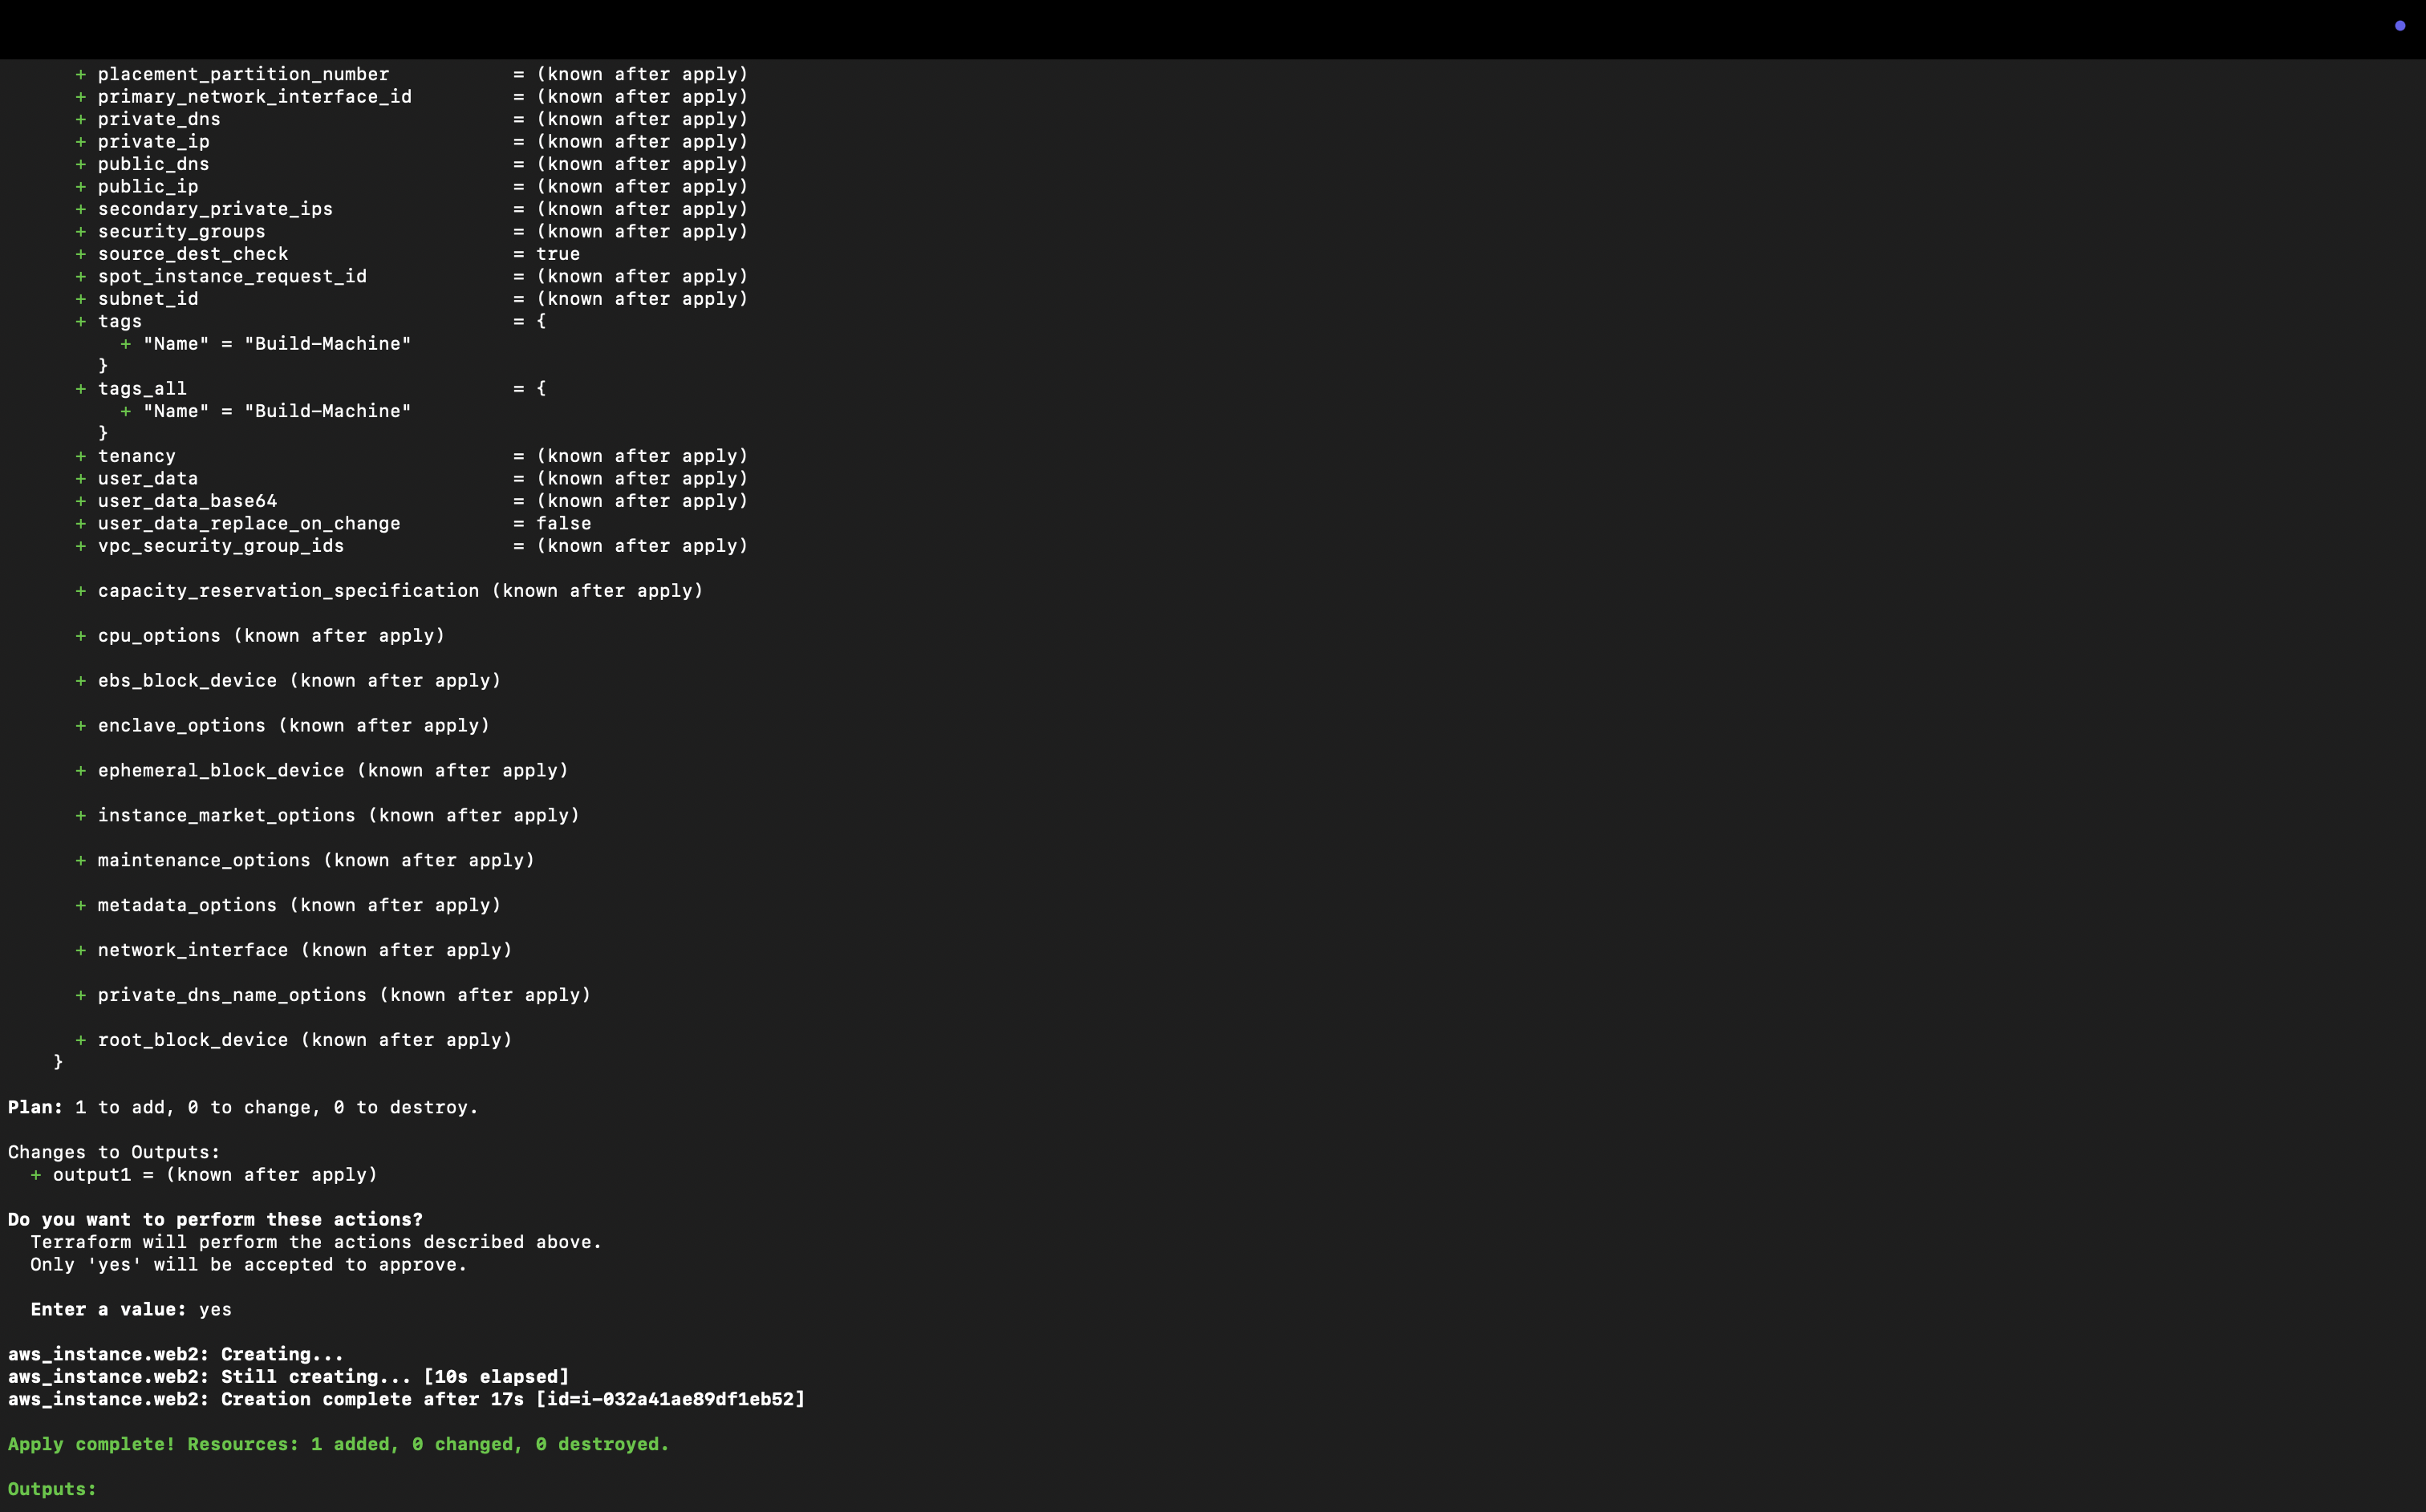 + placement_partition_number = (known after apply)
+ primary_network_interface_id = (known after apply)
+ private_dns = (known after apply)
+ private_ip = (known after apply)
+ public_dns = (known after apply)
+ public_ip = (known after apply)
+ secondary_private_ips = (known after apply)
+ security_groups = (known after apply)
+ source_dest_check = true
+ spot_instance_request_id = (known after apply)
+ subnet_id = (known after apply)
+ tags = {
+ "Name" = "Build-Machine"
}
+ tags_all = {
+ "Name" = "Build-Machine"
}
+ tenancy = (known after apply)
+ user_data = (known after apply)
+ user_data_base64 = (known after apply)
+ user_data_replace_on_change = false
+ vpc_security_group_ids = (known after apply)
+ capacity_reservation_specification (known after apply)
+ cpu_options (known after apply)
+ ebs_block_device (known after apply)
+ enclave_options (known after apply)
+ ephemeral_block_device (known after apply)
+ instance_market_options (known after apply)
+ maintenance_options (known after apply)
+ metadata_options (known after apply)
+ network_interface (known after apply)
+ private_dns_name_options (known after apply)
+ root_block_device (known after apply)
}
Plan: 1 to add, 0 to change, 0 to destroy.
Changes to Outputs:
+ output1 = (known after apply)
Do you want to perform these actions?
Terraform will perform the actions described above.
Only 'yes' will be accepted to approve.
Enter a value: yes
aws_instance.web2: Creating...
aws_instance.web2: Still creating... [10s elapsed]
aws_instance.web2: Creation complete after 17s [id=i-032a41ae89df1eb52]
Apply complete! Resources: 1 added, 0 changed, 0 destroyed.
Outputs: